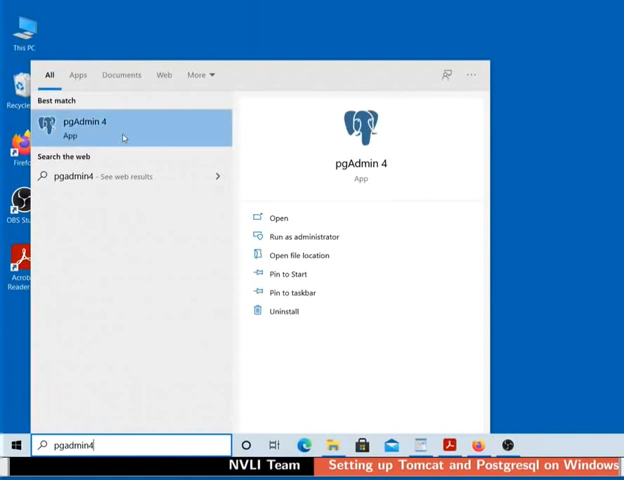 This PC
All Apps Documents Web More
Best match
pgAdmin 4
App
Search the web
pgadmin4 - See web results
pgAdmin 4
App
Open
Run as administrator
Open file location
Pin to Start
Pin to taskbar
Uninstall
Recycle
Firefo
OBS Stu
Acrob
Reader
pgadmin4
NVLI Team Setting up Tomcat and Postgresql on Windows